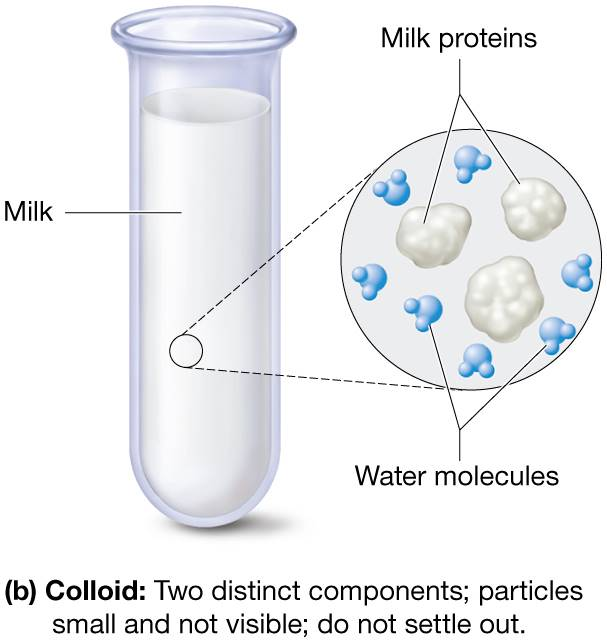 Milk proteins
Milk
Water molecules
(b) Colloid: Two distinct components; particles
small and not visible; do not settle out.